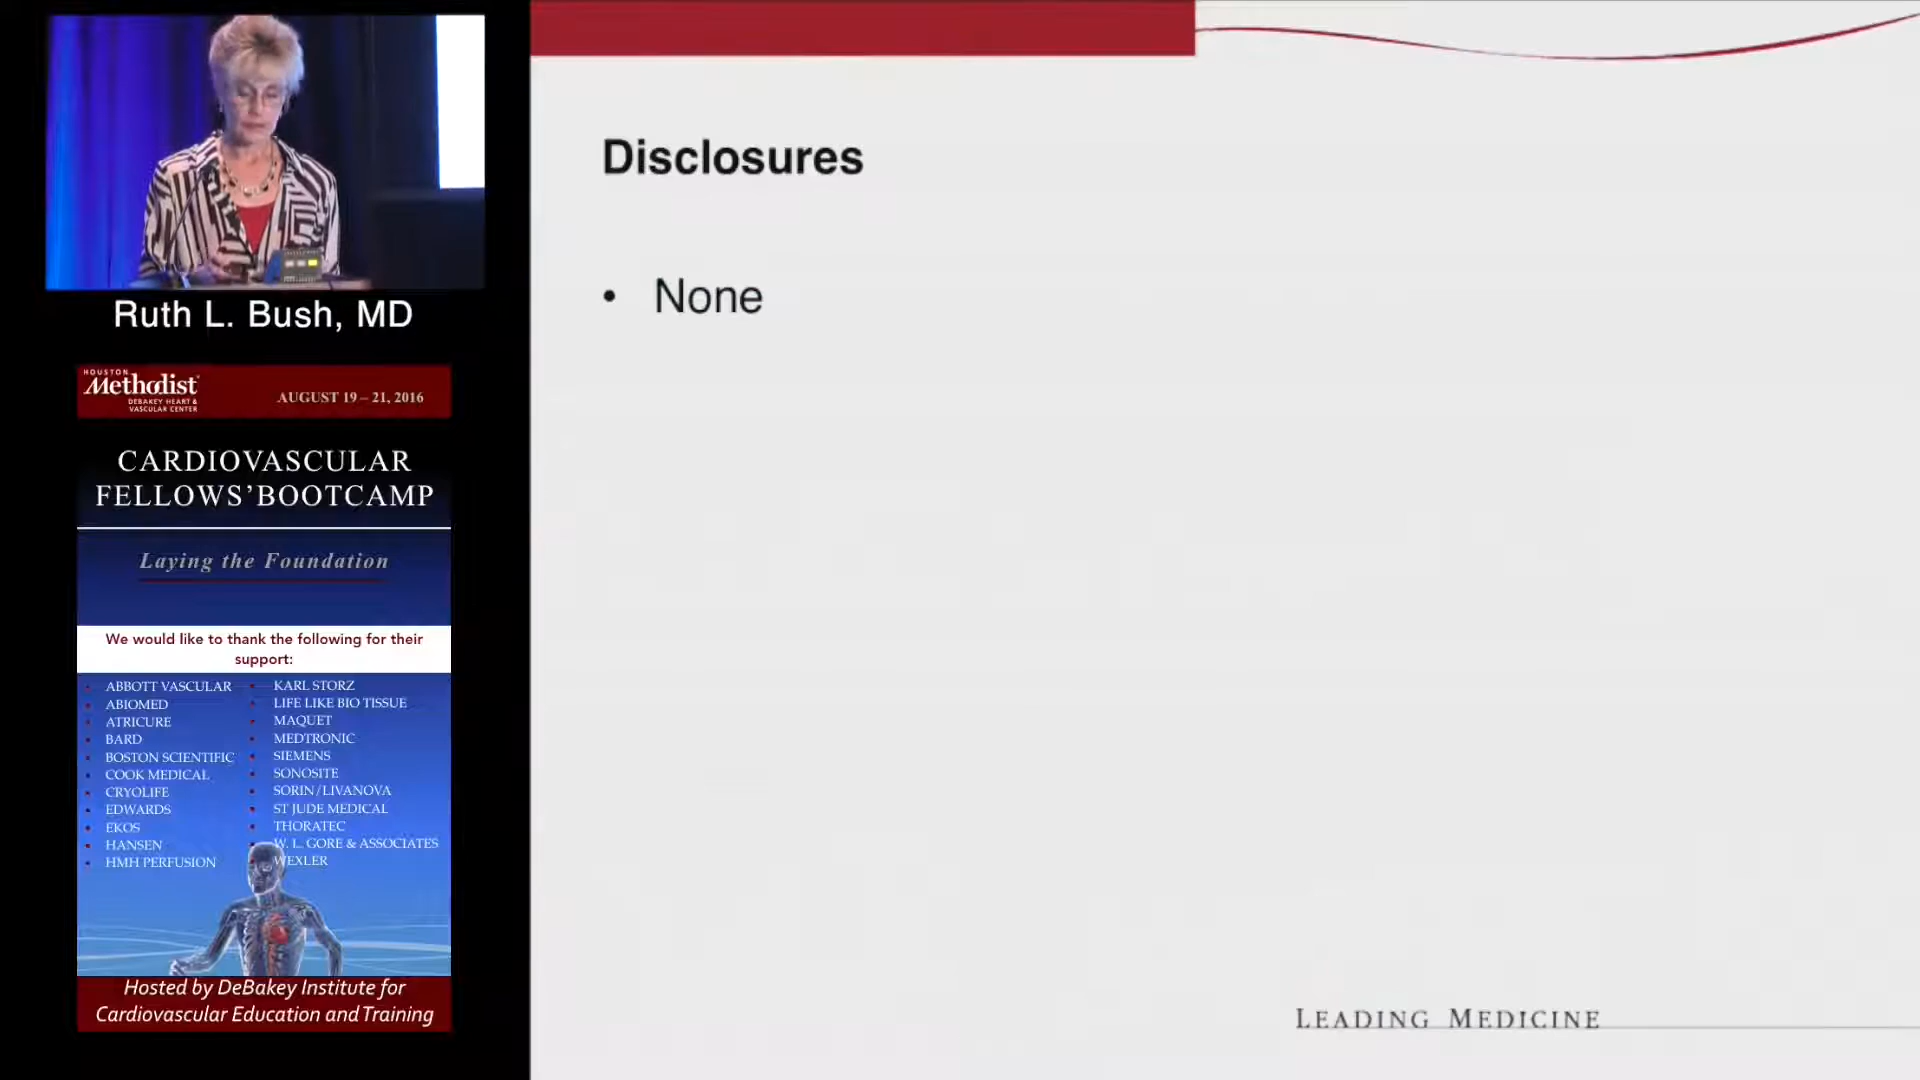 Ruth L. Bush, MD
HOUSTON
Methodist
DEBAKEY HEART &
VASCULAR CENTER
AUGUST 19 – 21, 2016
CARDIOVASCULAR
FELLOWS’BOOTCAMP
Laying the Foundation
We would like to thank the following for their
support:
• ABBOTT VASCULAR
• ABIOMED
• ATRICURE
• BARD
• BOSTON SCIENTIFIC
• COOK MEDICAL
• CRYOLIFE
• EDWARDS
• EKOS
• HANSEN
• HMH PERFUSION
• KARL STORZ
• LIFE LIKE BIO TISSUE
• MAQUET
• MEDTRONIC
• SIEMENS
• SONOSITE
• SORIN/LIVANOVA
• ST JUDE MEDICAL
• THORATEC
• W. L. GORE & ASSOCIATES
• WEXLER
Hosted by DeBakey Institute for
Cardiovascular Education and Training
Disclosures
• None
LEADING MEDICINE